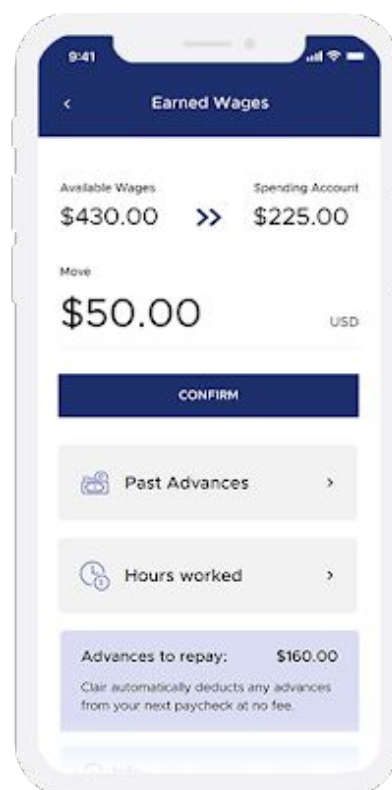 9:41
Earned Wages
Available Wages Spending Account
$430.00 $225.00
Move
$50.00 USD
CONFIRM
Past Advances
Hours worked
Advances to repay: $160.00
Clair automatically deducts any advances
from your next paycheck at no fee.